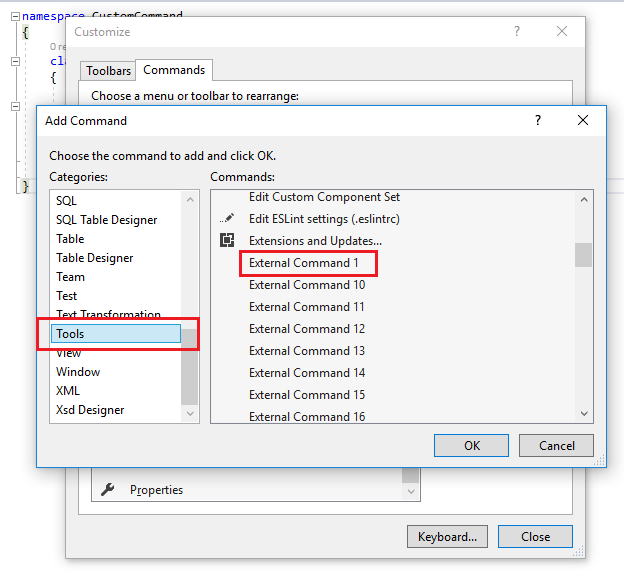 namespace CustomCommand
{
0 re
cla
{
}
Customize
?
Toolbars
Commands
Choose a menu or toolbar to rearrange:
Add Command
?
Choose the command to add and click OK.
Categories:
SQL
SQL Table Designer
Table
Table Designer
Team
Test
Text Transformation
Tools
View
Window
XML
Xsd Designer
Commands:
Edit Custom Component Set
Edit ESLint settings (.eslintrc)
Extensions and Updates...
External Command 1
External Command 10
External Command 11
External Command 12
External Command 13
External Command 14
External Command 15
External Command 16
OK
Cancel
Properties
Keyboard...
Close